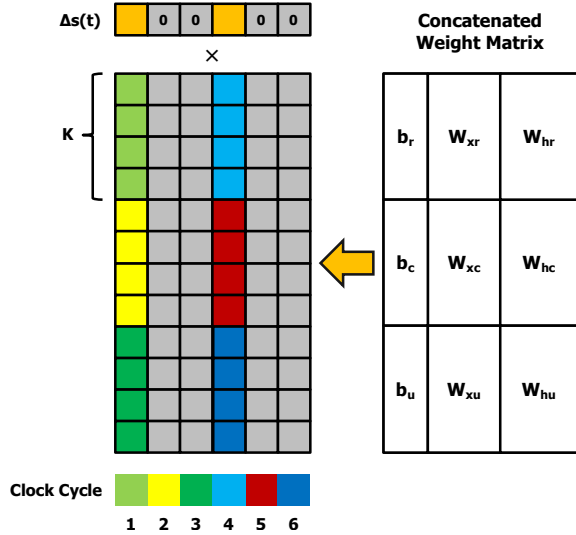 Δs(t) 0 0 0 0
×
Concatenated
Weight Matrix
K
b_r W_xr W_hr
b_c W_xc W_hc
b_u W_xu W_hu
Clock Cycle
1 2 3 4 5 6